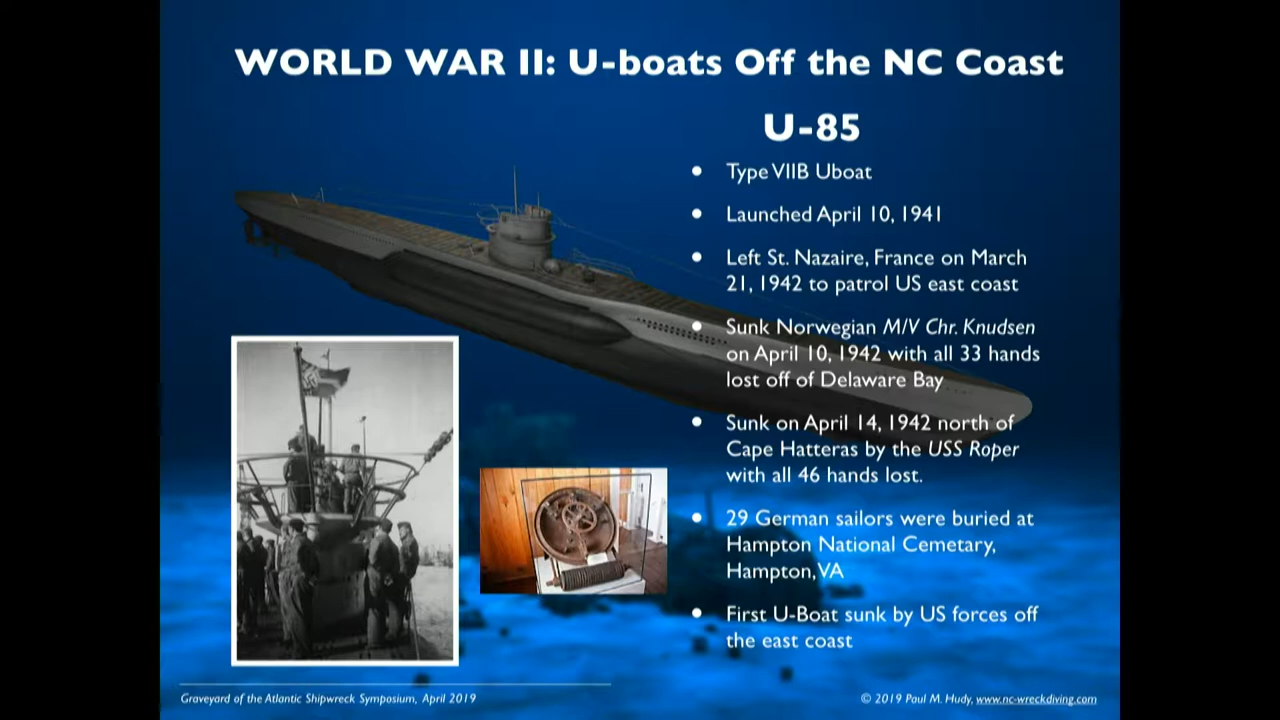 WORLD WAR II: U-boats Off the NC Coast
U-85
• Type VIIB Uboat
• Launched April 10, 1941
• Left St. Nazaire, France on March
21, 1942 to patrol US east coast
• Sunk Norwegian M/V Chr. Knudsen
on April 10, 1942 with all 33 hands
lost off of Delaware Bay
• Sunk on April 14, 1942 north of
Cape Hatteras by the USS Roper
with all 46 hands lost.
• 29 German sailors were buried at
Hampton National Cemetary,
Hampton, VA
• First U-Boat sunk by US forces off
the east coast
Graveyard of the Atlantic Shipwreck Symposium, April 2019
© 2019 Paul M. Hudy, www.nc-wreckdiving.com